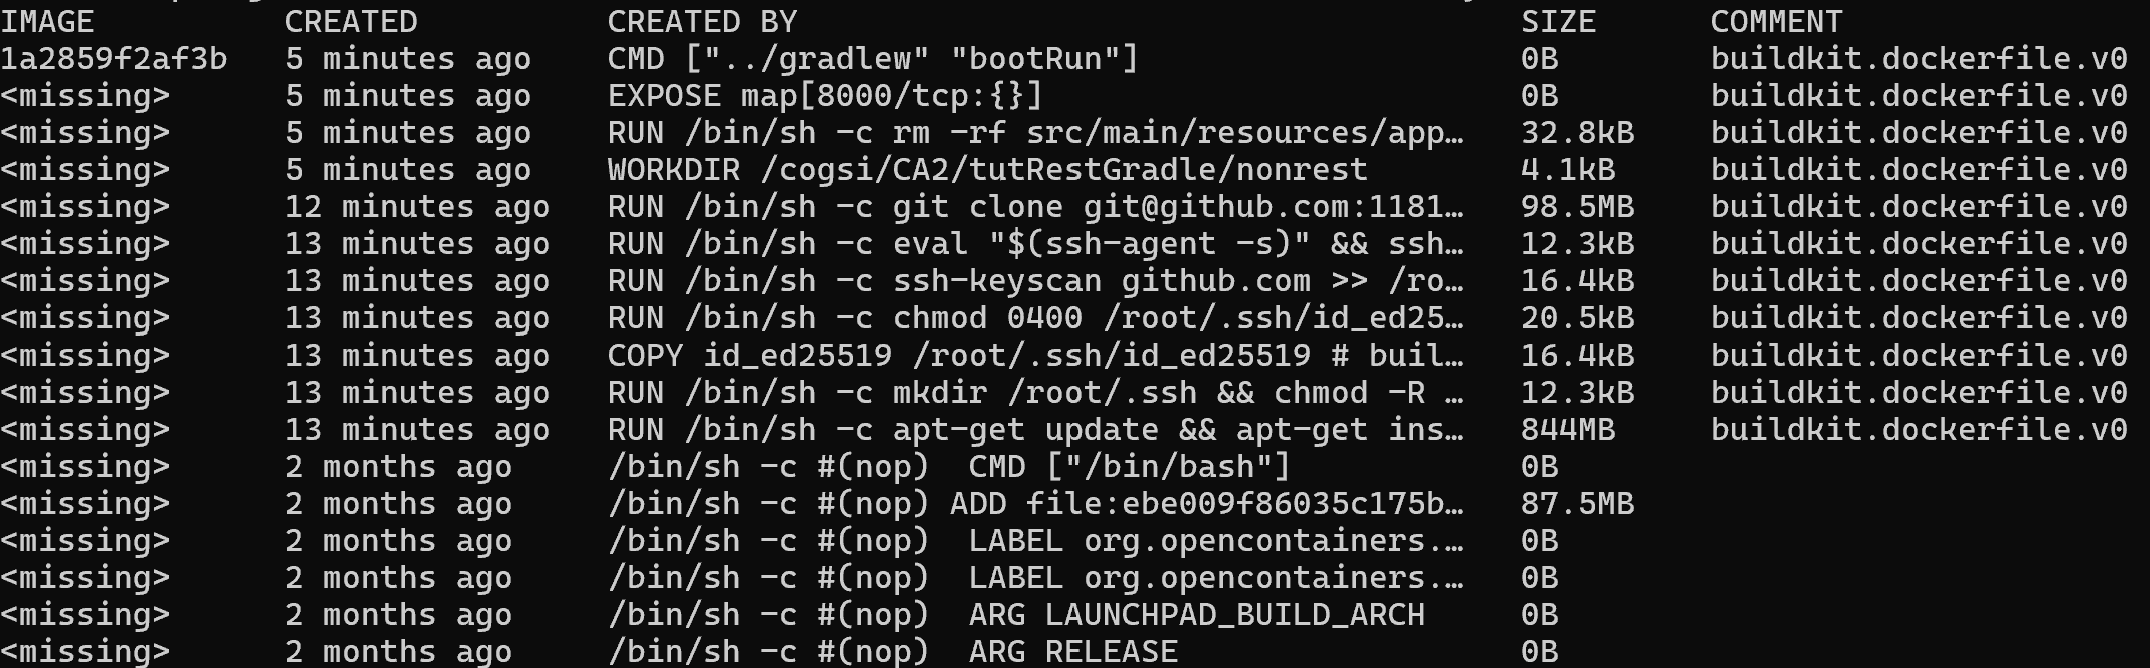 IMAGE CREATED CREATED BY SIZE COMMENT
1a2859f2af3b 5 minutes ago CMD ["../gradlew" "bootRun"] 0B buildkit.dockerfile.v0
<missing> 5 minutes ago EXPOSE map[8000/tcp:{}] 0B buildkit.dockerfile.v0
<missing> 5 minutes ago RUN /bin/sh -c rm -rf src/main/resources/app… 32.8kB buildkit.dockerfile.v0
<missing> 5 minutes ago WORKDIR /cogsi/CA2/tutRestGradle/nonrest 4.1kB buildkit.dockerfile.v0
<missing> 12 minutes ago RUN /bin/sh -c git clone git@github.com:1181… 98.5MB buildkit.dockerfile.v0
<missing> 13 minutes ago RUN /bin/sh -c eval "$(ssh-agent -s)" && ssh… 12.3kB buildkit.dockerfile.v0
<missing> 13 minutes ago RUN /bin/sh -c ssh-keyscan github.com >> /ro… 16.4kB buildkit.dockerfile.v0
<missing> 13 minutes ago RUN /bin/sh -c chmod 0400 /root/.ssh/id_ed25… 20.5kB buildkit.dockerfile.v0
<missing> 13 minutes ago COPY id_ed25519 /root/.ssh/id_ed25519 # buil… 16.4kB buildkit.dockerfile.v0
<missing> 13 minutes ago RUN /bin/sh -c mkdir /root/.ssh && chmod -R … 12.3kB buildkit.dockerfile.v0
<missing> 13 minutes ago RUN /bin/sh -c apt-get update && apt-get ins… 844MB buildkit.dockerfile.v0
<missing> 2 months ago /bin/sh -c #(nop)  CMD ["/bin/bash"] 0B
<missing> 2 months ago /bin/sh -c #(nop) ADD file:ebe009f86035c175b… 87.5MB
<missing> 2 months ago /bin/sh -c #(nop)  LABEL org.opencontainers.… 0B
<missing> 2 months ago /bin/sh -c #(nop)  LABEL org.opencontainers.… 0B
<missing> 2 months ago /bin/sh -c #(nop)  ARG LAUNCHPAD_BUILD_ARCH 0B
<missing> 2 months ago /bin/sh -c #(nop)  ARG RELEASE 0B